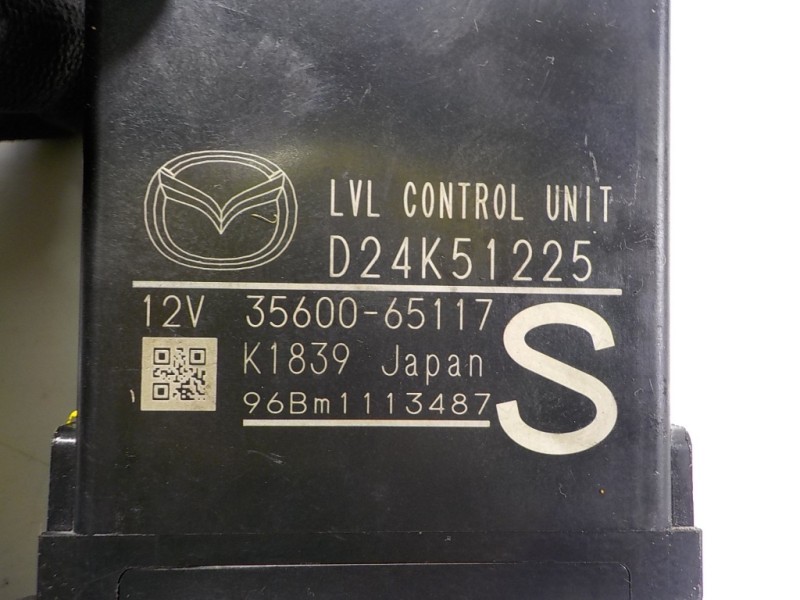 LVL CONTROL UNIT
D24K51225
12V 35600-65117
K1839 Japan
96Bm1113487
S